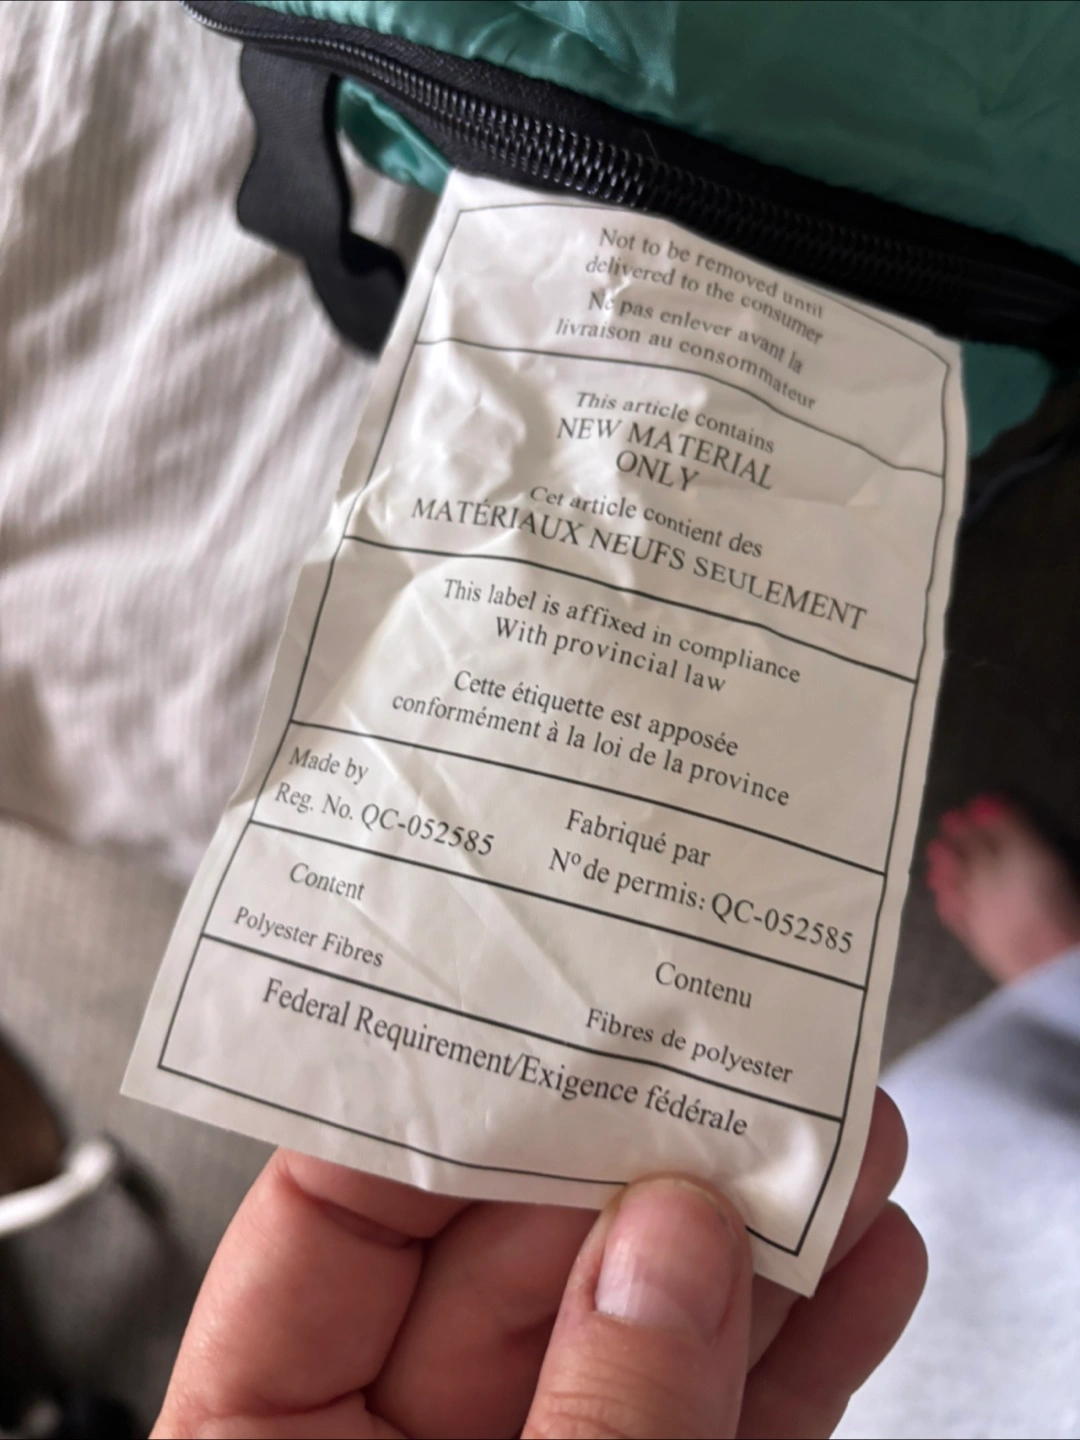 Not to be removed until
delivered to the consumer
Ne pas enlever avant la
livraison au consommateur
This article contains
NEW MATERIAL
ONLY
Cet article contient des
MATÉRIAUX NEUFS SEULEMENT
This label is affixed in compliance
With provincial law
Cette étiquette est apposée
conformément à la loi de la province
Made by
Reg. No. QC-052585
Fabriqué par
Nº de permis: QC-052585
Content
Polyester Fibres
Contenu
Fibres de polyester
Federal Requirement/Exigence fédérale